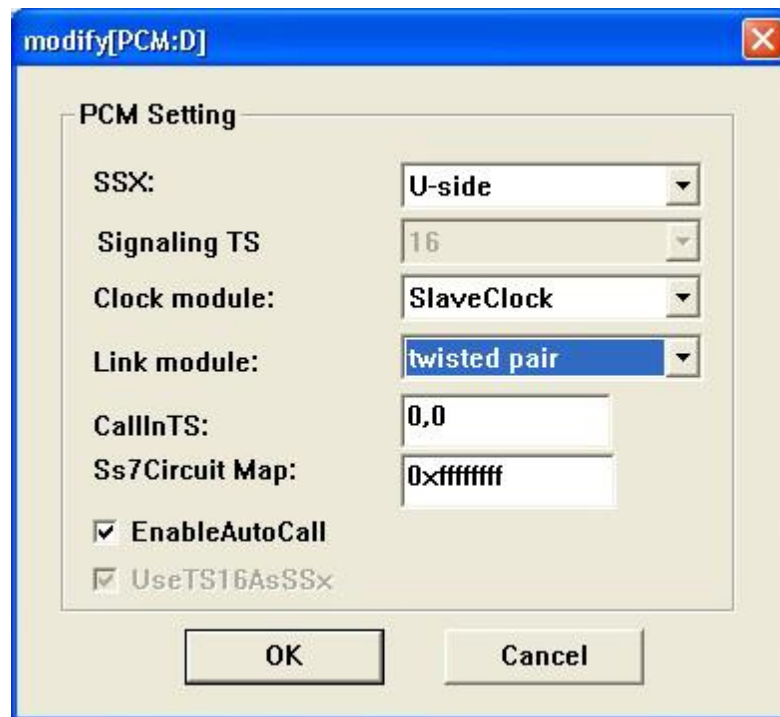 modify[PCM:D]
PCM Setting
SSX: U-side
Signaling TS 16
Clock module: SlaveClock
Link module: twisted pair
CallInTS: 0,0
Ss7Circuit Map: 0xffffffff
EnableAutoCall
UseTS16AsSSx
OK Cancel